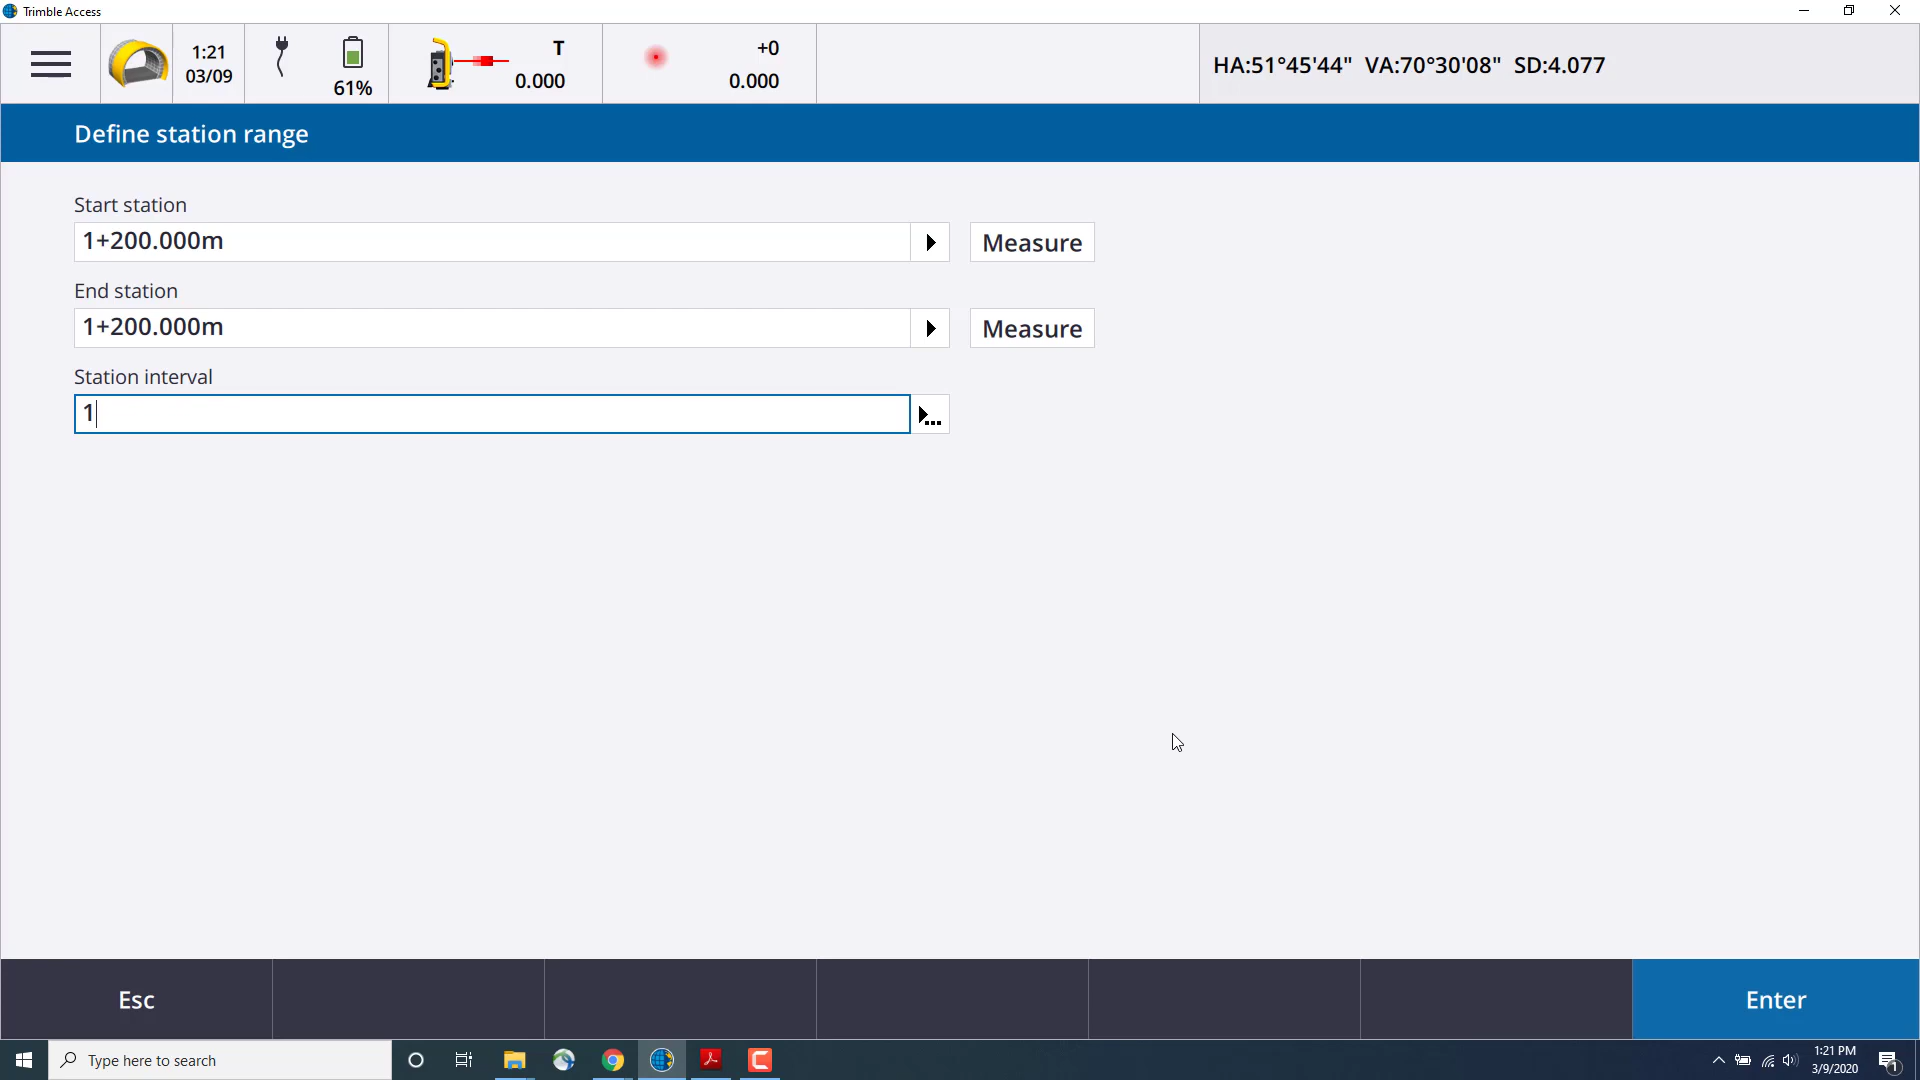 Trimble Access
1:21
03/09
61%
T
0.000
+0
0.000
HA:51°45'44" VA:70°30'08" SD:4.077
Define station range
Start station
1+200.000m
Measure
End station
1+200.000m
Measure
Station interval
1
Esc
Enter
Type here to search
1:21 PM
3/9/2020
1